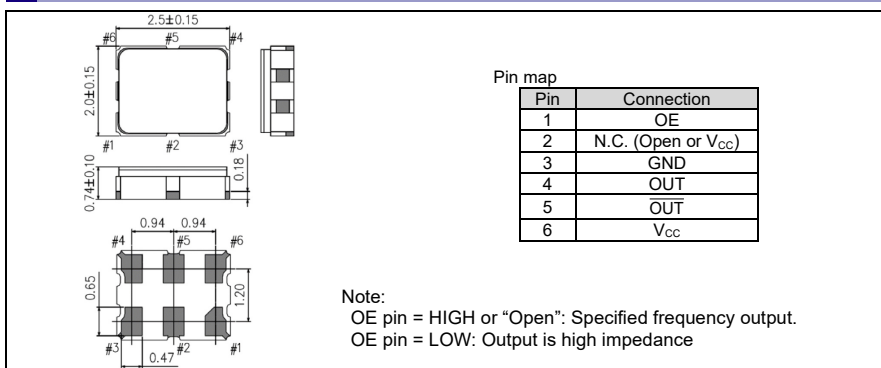 2.5±0.15
#6 #5 #4
2.0±0.15
#1 #2 #3
0.74±0.10
0.18
0.94 0.94
#4 #5 #6
0.65
1.20
#3 #2 #1
0.47
Pin map
Pin Connection
1 OE
2 N.C. (Open or VCC)
3 GND
4 OUT
5 O̅U̅T̅
6 VCC
Note:
OE pin = HIGH or “Open”: Specified frequency output.
OE pin = LOW: Output is high impedance